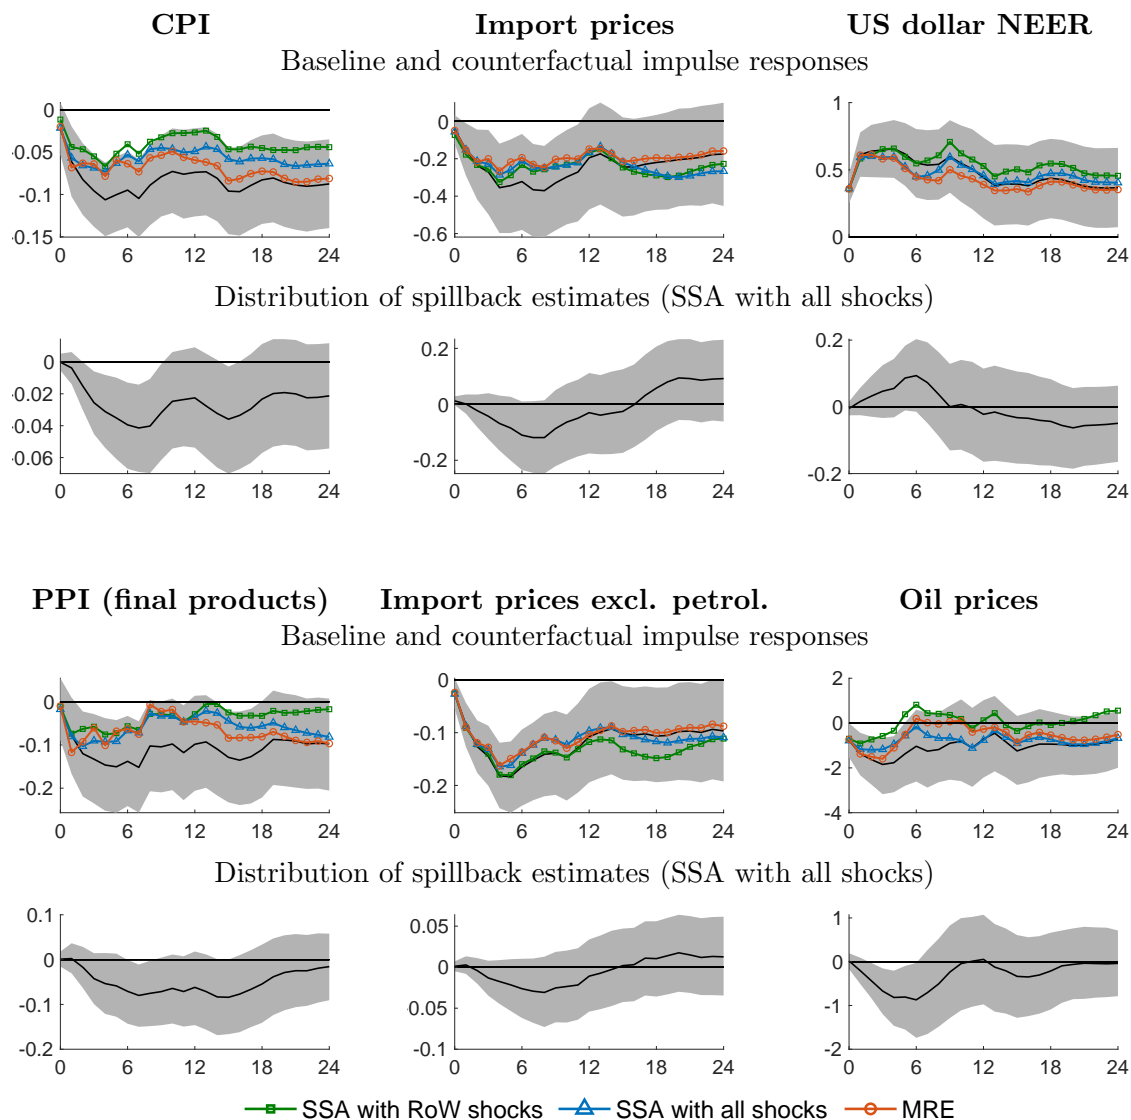 CPI Import prices US dollar NEER
Baseline and counterfactual impulse responses
0 0 1
-0.05 -0.2 0.5
-0.1 -0.4
-0.15 -0.6 0
0 6 12 18 24 0 6 12 18 24 0 6 12 18 24
Distribution of spillback estimates (SSA with all shocks)
0 0.2 0.2
-0.02 0 0
-0.04
-0.06 -0.2 -0.2
0 6 12 18 24 0 6 12 18 24 0 6 12 18 24
PPI (final products) Import prices excl. petrol. Oil prices
Baseline and counterfactual impulse responses
0 0 2
-0.1 -0.1 0
-0.2 -0.2 -2
-4
0 6 12 18 24 0 6 12 18 24 0 6 12 18 24
Distribution of spillback estimates (SSA with all shocks)
0.1 0.05 1
0 0 0
-0.1 -0.05 -1
-0.2 -0.1 -2
0 6 12 18 24 0 6 12 18 24 0 6 12 18 24
SSA with RoW shocks SSA with all shocks MRE